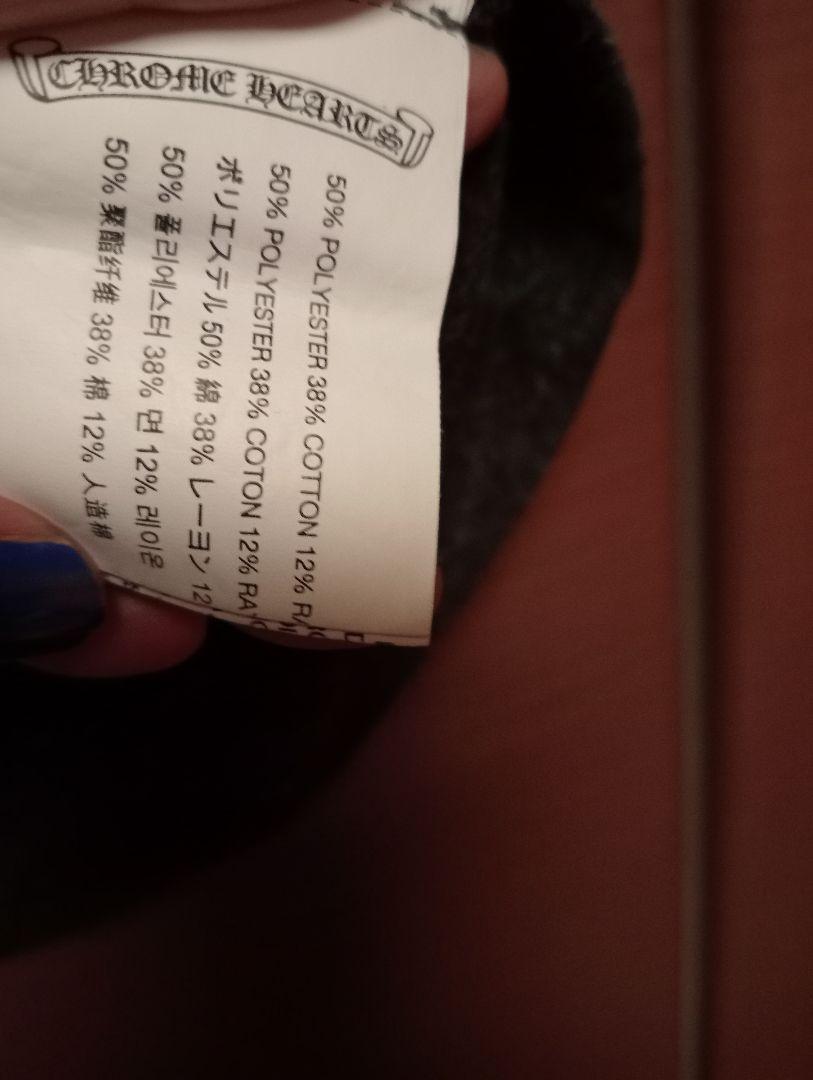 CHROME HEARTS
50% POLYESTER 38% COTTON 12%
50% POLYESTER 38% COTON 12%
ポリエステル 50% 綿 38% レーヨン 12
50% 폴리에스터 38% 면 12% 레이온
50% 聚酯纤维 38% 棉 12% 人造棉